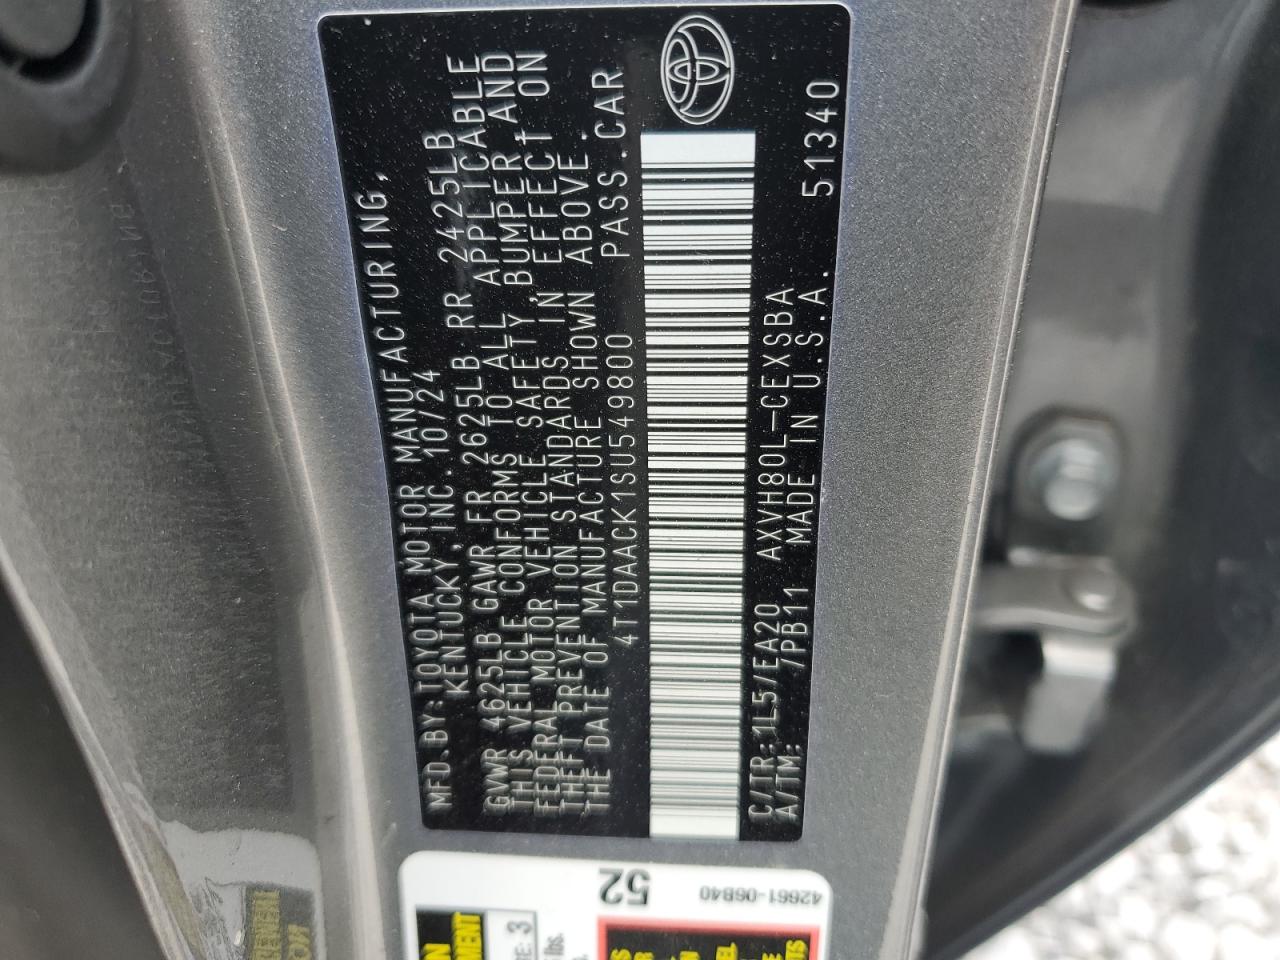 MFD.BY:TOYOTA MOTOR MANUFACTURING,
KENTUCKY,INC. 10/24
GVWR 4625LB GAWR FR 2625LB RR 2425LB
THIS VEHICLE CONFORMS TO ALL APPLICABLE
FEDERAL MOTOR VEHICLE SAFETY,BUMPER,AND
THEFT PREVENTION STANDARDS IN EFFECT ON
THE DATE OF MANUFACTURE SHOWN ABOVE.
4T1DAACK1SU549800 PASS.CAR
C/TR:1L5/EA20 AXVH80L-CEXSBA
A/TM: /PB11 MADE IN U.S.A. 51340
52
42661-06B40